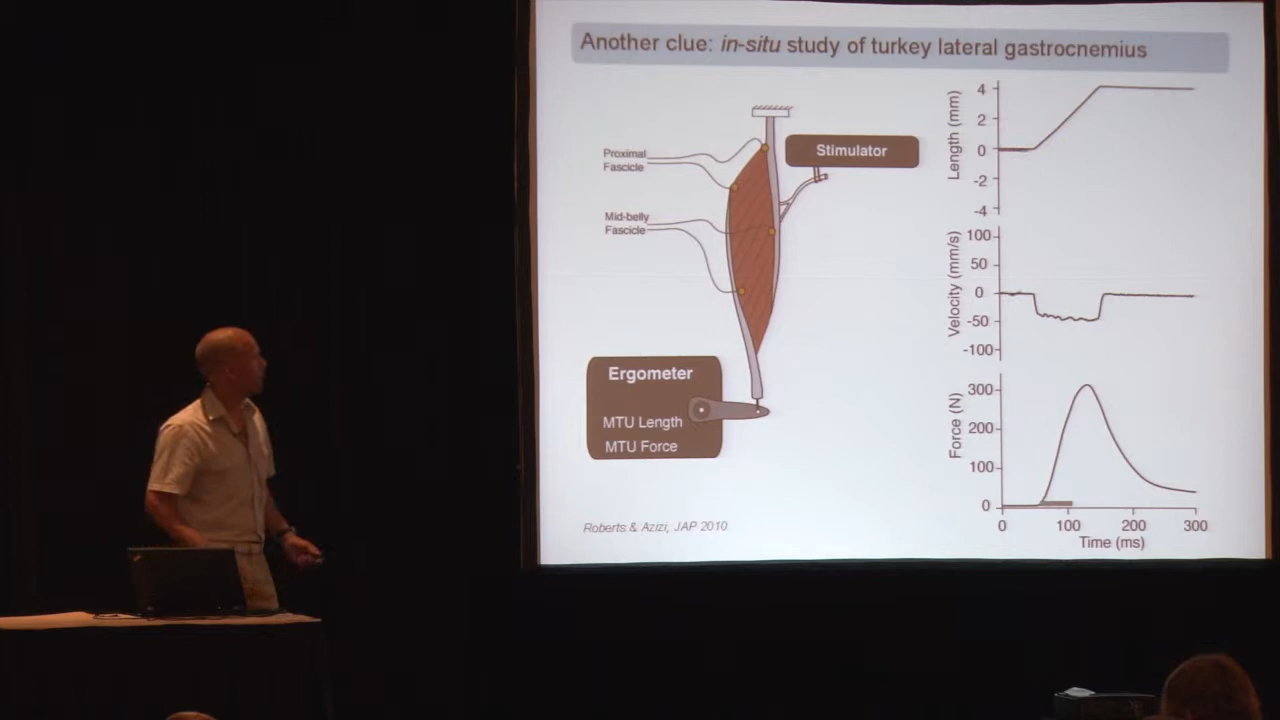 Another clue: in-situ study of turkey lateral gastrocnemius
Proximal
Fascicle
Mid-belly
Fascicle
Stimulator
Ergometer
MTU Length
MTU Force
Roberts & Azizi, JAP 2010
Length (mm)
4
2
0
-2
-4
Velocity (mm/s)
100
50
0
-50
-100
Force (N)
300
200
100
0
0 100 200 300
Time (ms)